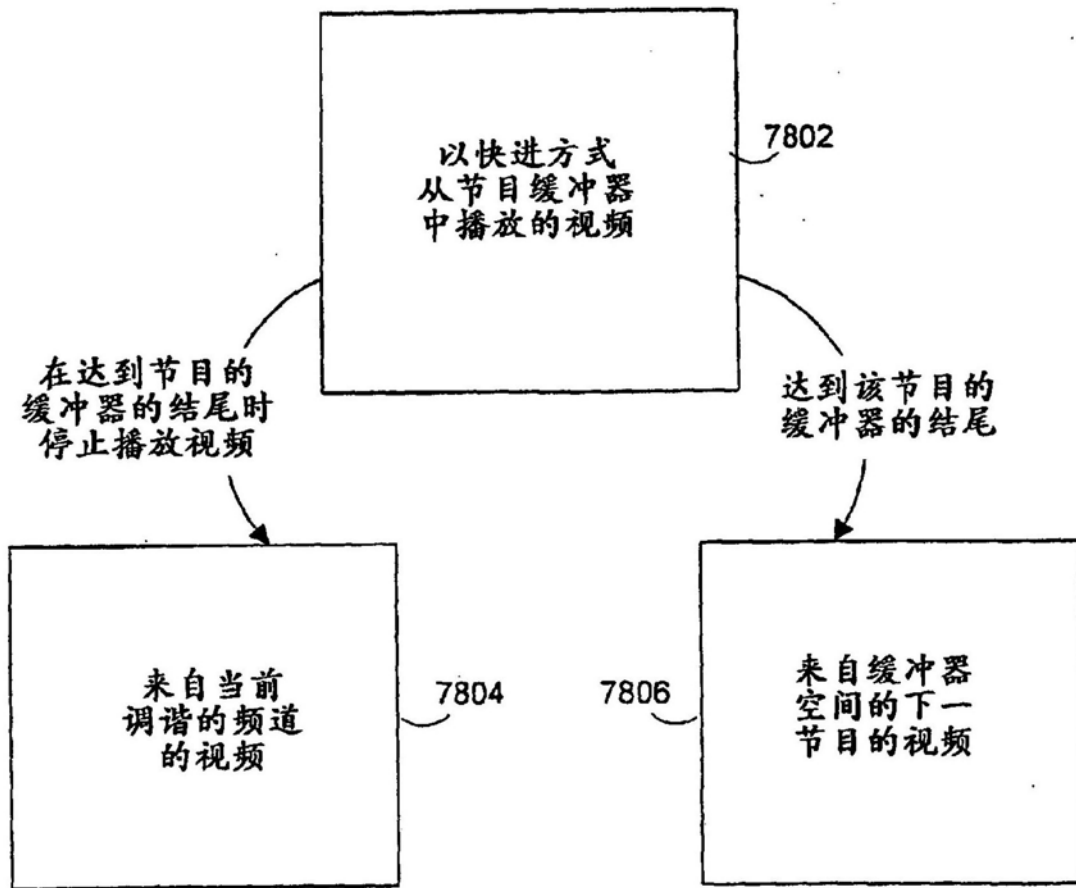 以快进方式
从节目缓冲器
中播放的视频
7802
在达到节目的
缓冲器的结尾时
停止播放视频
达到该节目的
缓冲器的结尾
来自当前
调谐的频道
的视频
7804
7806
来自缓冲器
空间的下一
节目的视频